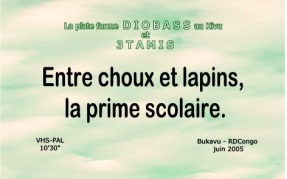 La plate forme DIOBASS au Kivu
et
3TAMIS
Entre choux et lapins,
la prime scolaire.
VHS-PAL
10'30"
Bukavu - RDCongo
juin 2005